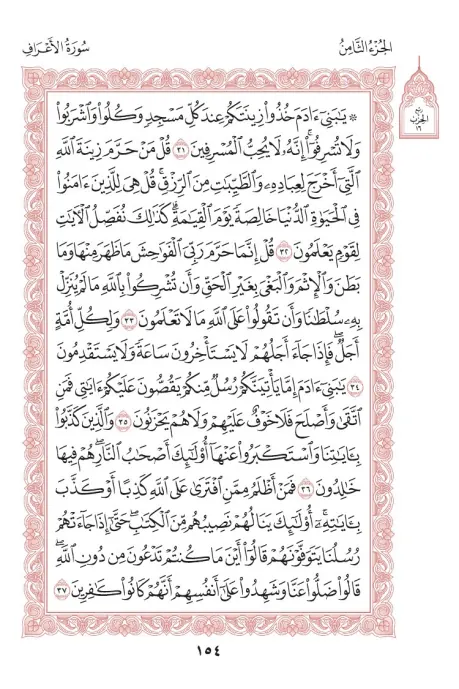 الجُزْءُ الثَّامِنُ
سُورَةُ الأَعْرَافِ
ربع
الحزب
١٦
۞ يَٰبَنِيٓ ءَادَمَ خُذُواْ زِينَتَكُمْ عِندَ كُلِّ مَسْجِدٍ وَكُلُواْ وَٱشْرَبُواْ
وَلَا تُسْرِفُوٓاْۚ إِنَّهُۥ لَا يُحِبُّ ٱلْمُسْرِفِينَ ٣١ قُلْ مَنْ حَرَّمَ زِينَةَ ٱللَّهِ
ٱلَّتِيٓ أَخْرَجَ لِعِبَادِهِۦ وَٱلطَّيِّبَٰتِ مِنَ ٱلرِّزْقِۚ قُلْ هِيَ لِلَّذِينَ ءَامَنُواْ
فِي ٱلْحَيَوٰةِ ٱلدُّنْيَا خَالِصَةً يَوْمَ ٱلْقِيَٰمَةِۗ كَذَٰلِكَ نُفَصِّلُ ٱلْأٓيَٰتِ
لِقَوْمٍ يَعْلَمُونَ ٣٢ قُلْ إِنَّمَا حَرَّمَ رَبِّيَ ٱلْفَوَٰحِشَ مَا ظَهَرَ مِنْهَا وَمَا
بَطَنَ وَٱلْإِثْمَ وَٱلْبَغْيَ بِغَيْرِ ٱلْحَقِّ وَأَن تُشْرِكُواْ بِٱللَّهِ مَا لَمْ يُنَزِّلْ
بِهِۦ سُلْطَٰنًا وَأَن تَقُولُواْ عَلَى ٱللَّهِ مَا لَا تَعْلَمُونَ ٣٣ وَلِكُلِّ أُمَّةٍ
أَجَلٌۖ فَإِذَا جَآءَ أَجَلُهُمْ لَا يَسْتَأْخِرُونَ سَاعَةً وَلَا يَسْتَقْدِمُونَ
٣٤ يَٰبَنِيٓ ءَادَمَ إِمَّا يَأْتِيَنَّكُمْ رُسُلٌ مِّنكُمْ يَقُصُّونَ عَلَيْكُمْ ءَايَٰتِي فَمَنِ
ٱتَّقَىٰ وَأَصْلَحَ فَلَا خَوْفٌ عَلَيْهِمْ وَلَا هُمْ يَحْزَنُونَ ٣٥ وَٱلَّذِينَ كَذَّبُواْ
بِـَٔايَٰتِنَا وَٱسْتَكْبَرُواْ عَنْهَآ أُوْلَٰٓئِكَ أَصْحَٰبُ ٱلنَّارِۖ هُمْ فِيهَا
خَٰلِدُونَ ٣٦ فَمَنْ أَظْلَمُ مِمَّنِ ٱفْتَرَىٰ عَلَى ٱللَّهِ كَذِبًا أَوْ كَذَّبَ
بِـَٔايَٰتِهِۦٓۚ أُوْلَٰٓئِكَ يَنَالُهُمْ نَصِيبُهُم مِّنَ ٱلْكِتَٰبِۖ حَتَّىٰٓ إِذَا جَآءَتْهُمْ
رُسُلُنَا يَتَوَفَّوْنَهُمْ قَالُوٓاْ أَيْنَ مَا كُنتُمْ تَدْعُونَ مِن دُونِ ٱللَّهِۖ
قَالُواْ ضَلُّواْ عَنَّا وَشَهِدُواْ عَلَىٰٓ أَنفُسِهِمْ أَنَّهُمْ كَانُواْ كَٰفِرِينَ ٣٧
١٥٤